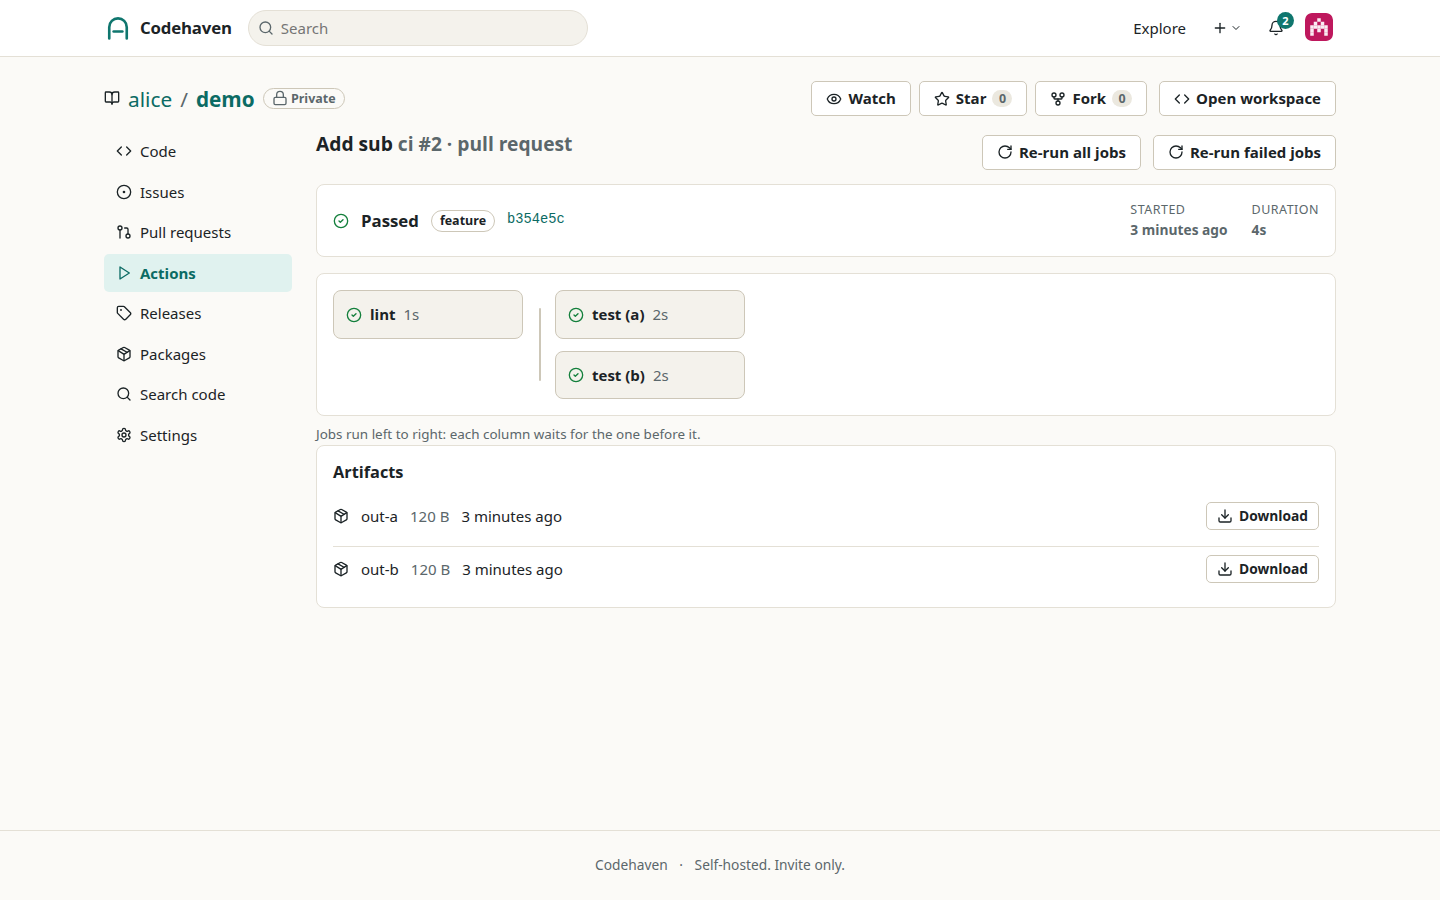 Codehaven
Search
Explore
2
alice / demo
Private
Watch
Star 0
Fork 0
Open workspace
Code
Issues
Pull requests
Actions
Releases
Packages
Search code
Settings
Add sub ci #2 · pull request
Re-run all jobs
Re-run failed jobs
Passed feature b354e5c
STARTED
3 minutes ago
DURATION
4s
lint 1s
test (a) 2s
test (b) 2s
Jobs run left to right: each column waits for the one before it.
Artifacts
out-a 120 B 3 minutes ago Download
out-b 120 B 3 minutes ago Download
Codehaven · Self-hosted. Invite only.